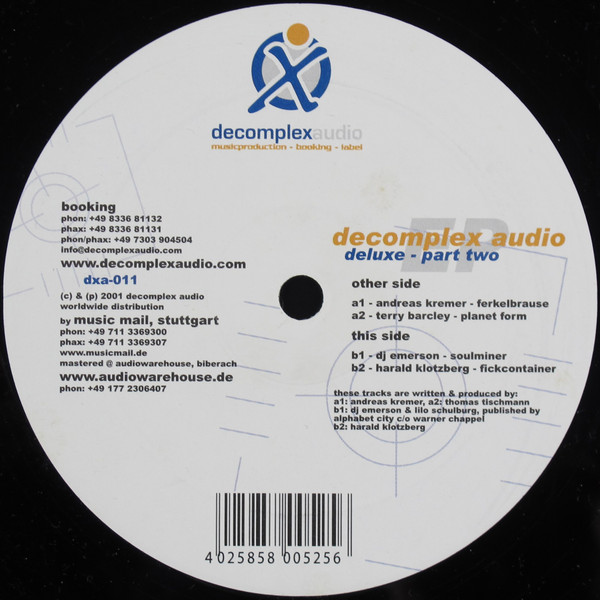 decomplexaudio
musicproduction - booking - label
booking
phon: +49 8336 81132
phax: +49 8336 81131
phon/phax: +49 7303 904504
info@decomplexaudio.com
www.decomplexaudio.com
dxa-011
(c) & (p) 2001 decomplex audio
worldwide distribution
by music mail, stuttgart
phon: +49 711 3369300
phax: +49 711 3369307
www.musicmail.de
mastered @ audiowarehouse, biberach
www.audiowarehouse.de
phon: +49 177 2306407
EP
decomplex audio
deluxe - part two
other side
a1 - andreas kremer - ferkelbrause
a2 - terry barcley - planet form
this side
b1 - dj emerson - soulminer
b2 - harald klotzberg - fickcontainer
these tracks are written & produced by:
a1: andreas kremer, a2: thomas tischmann
b1: dj emerson & lilo schulburg, published by
alphabet city c/o warner chappel
b2: harald klotzberg
4 025858 005256